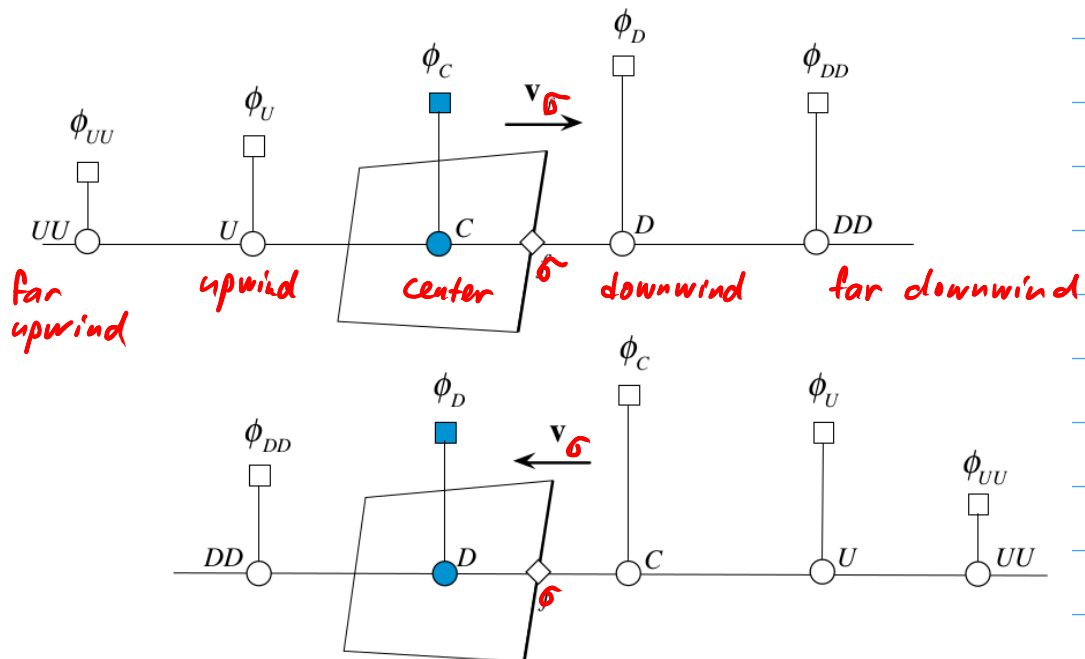 ϕ_D
ϕ_C
ϕ_DD
v_σ
ϕ_U
ϕ_UU
UU U C D DD
σ
far upwind center downwind far downwind
upwind
ϕ_C
ϕ_D
ϕ_U
ϕ_DD
v_σ
ϕ_UU
DD D C U UU
σ